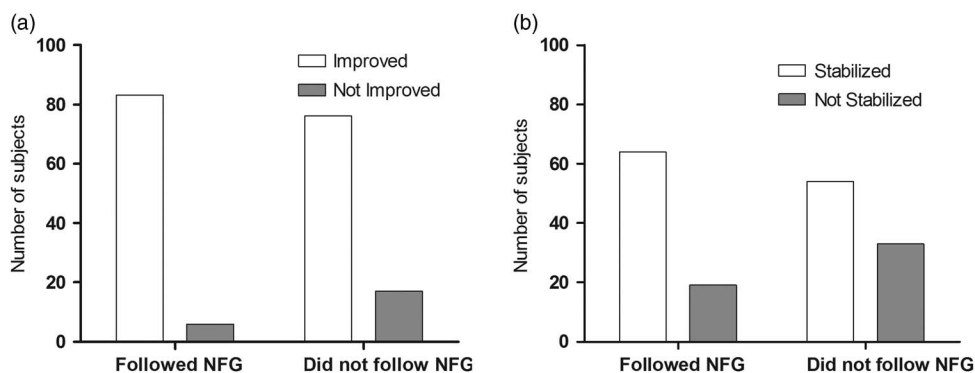 (a)
100
80
60
40
20
0
Number of subjects
Improved
Not Improved
Followed NFG
Did not follow NFG
(b)
100
80
60
40
20
0
Number of subjects
Stabilized
Not Stabilized
Followed NFG
Did not follow NFG